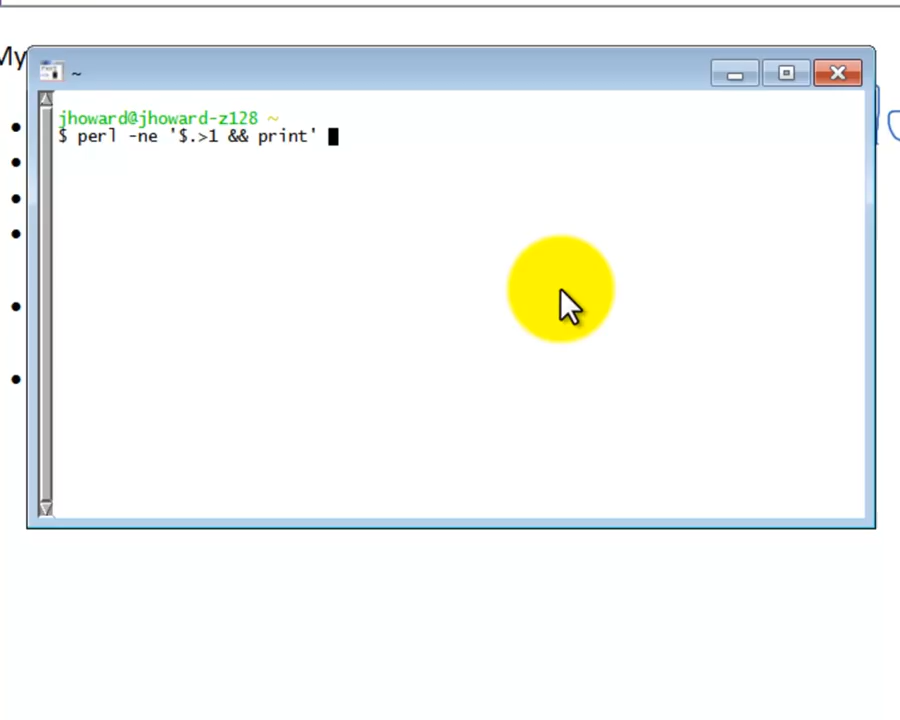 My
~
jhoward@jhoward-z128 ~
$ perl -ne '$.>1 && print'